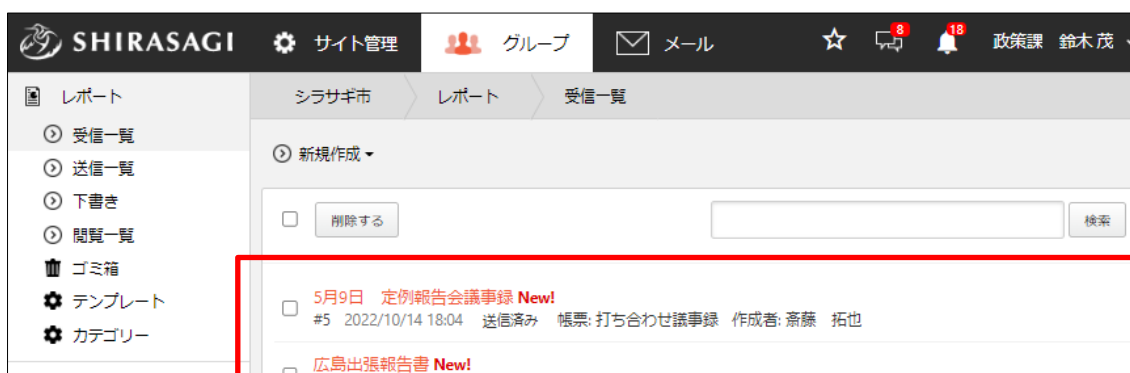 SHIRASAGI サイト管理 グループ メール 8 18 政策課 鈴木 茂
レポート
シラサギ市 レポート 受信一覧
受信一覧
送信一覧
下書き
閲覧一覧
ゴミ箱
テンプレート
カテゴリー
新規作成
削除する 検索
5月9日 定例報告会議事録 New!
#5 2022/10/14 18:04 送信済み 帳票: 打ち合わせ議事録 作成者: 斎藤 拓也
広島出張報告書 New!